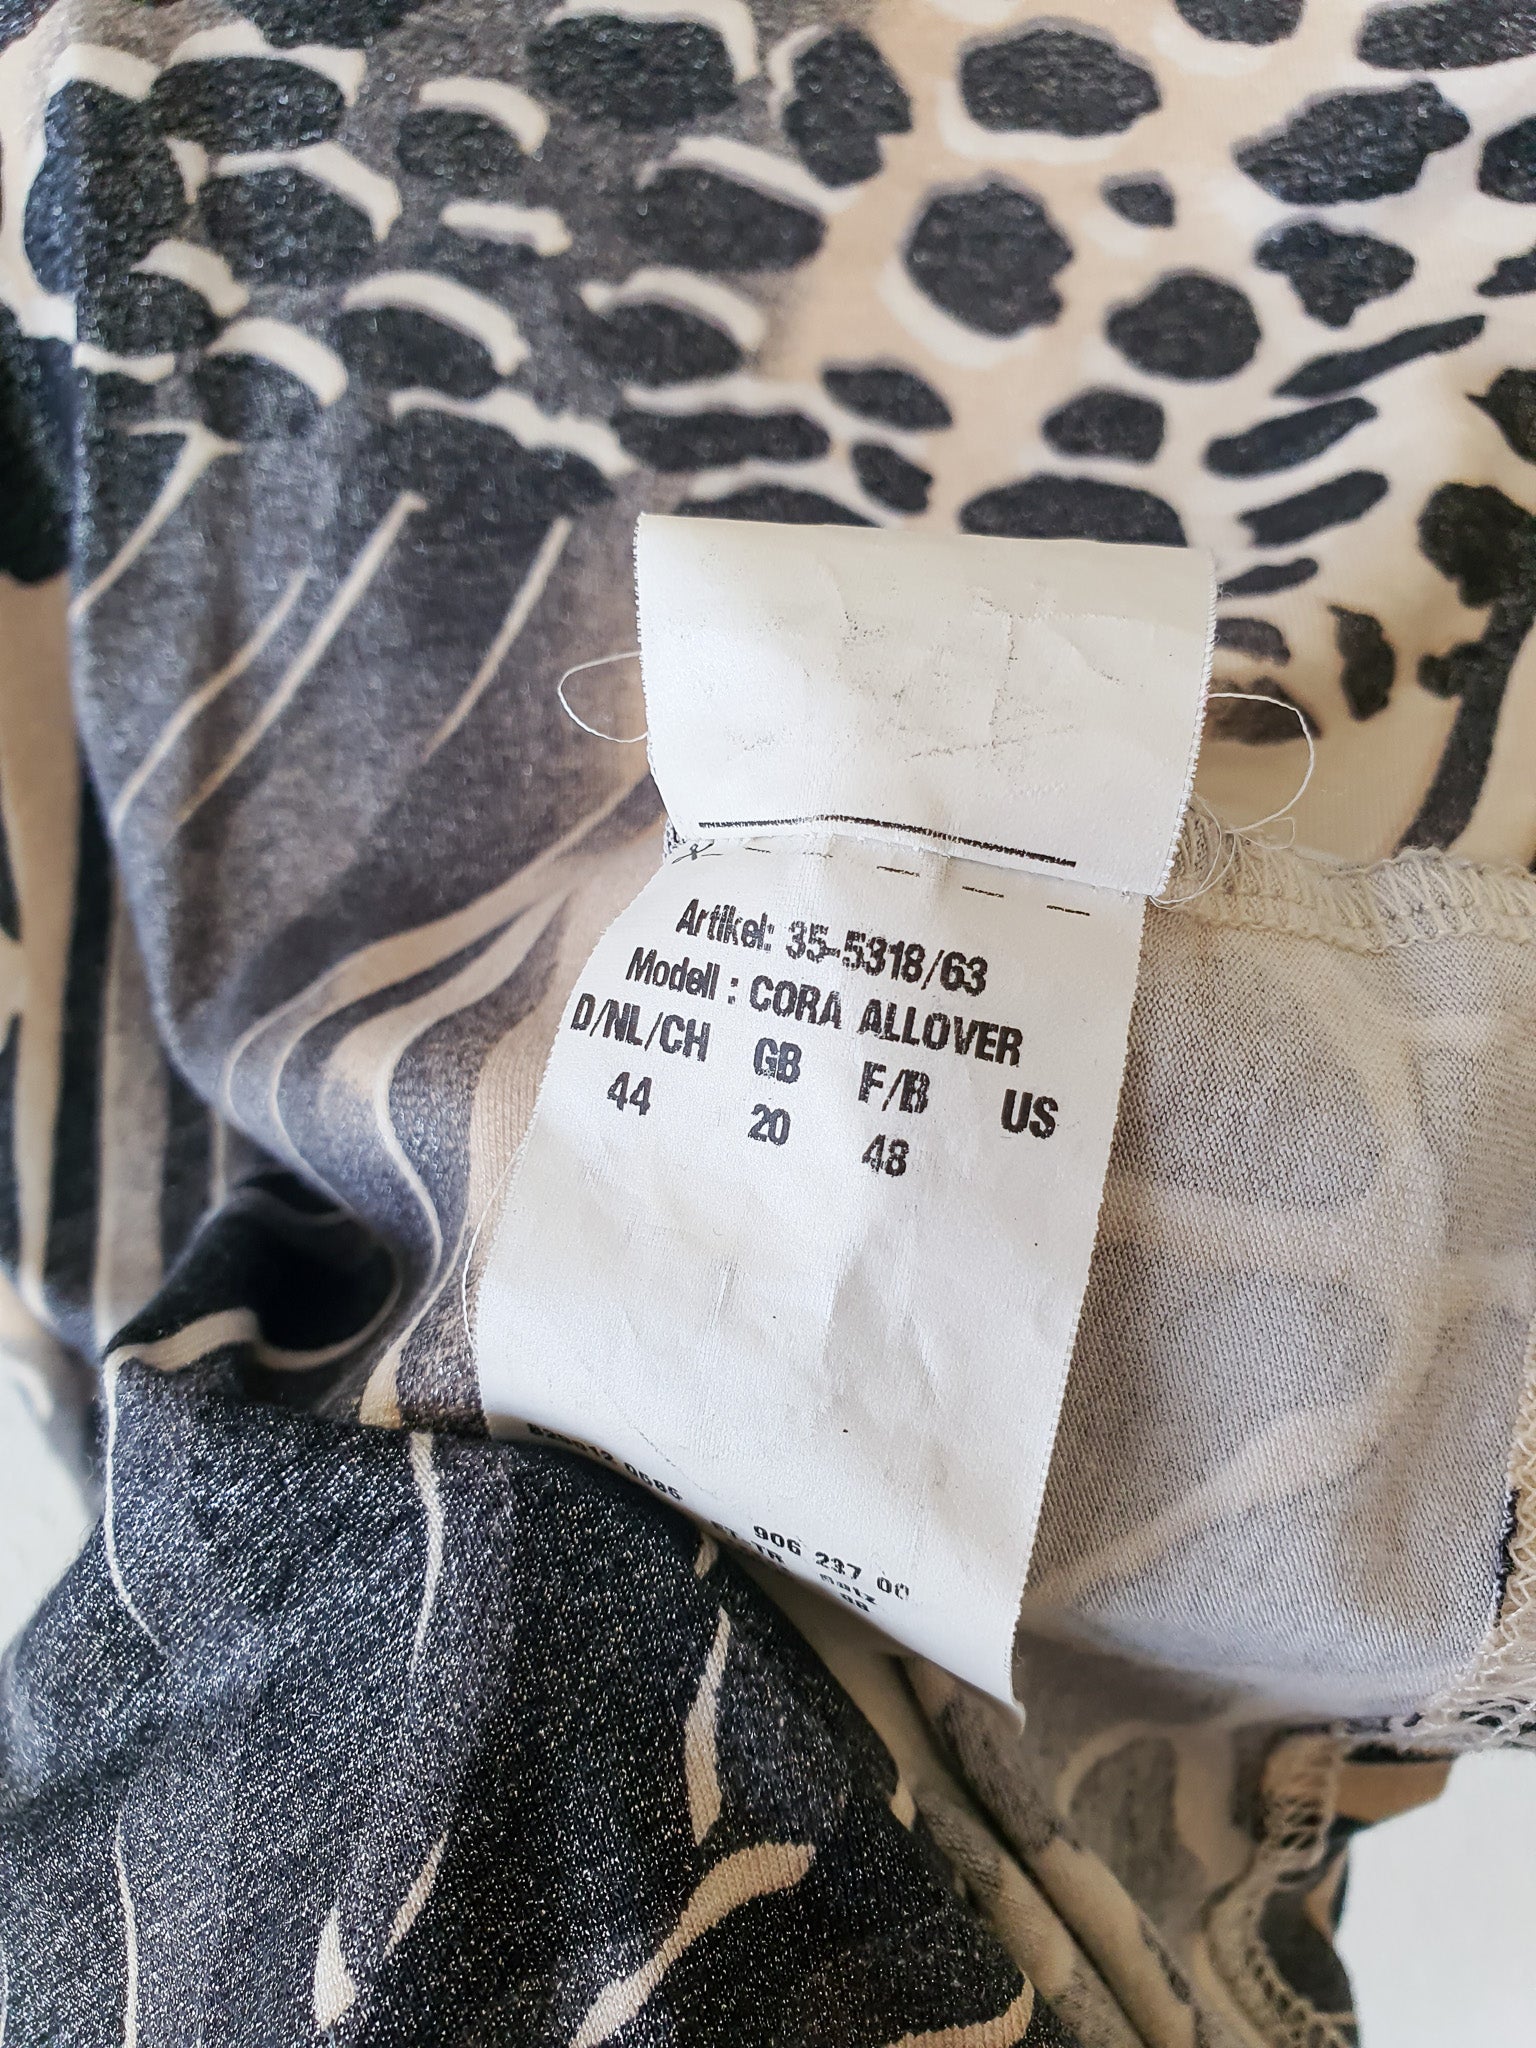 Artikel: 35-5318/63
Modell : CORA ALLOVER
D/NL/CH GB F/B US
44 20 48
906 237 00